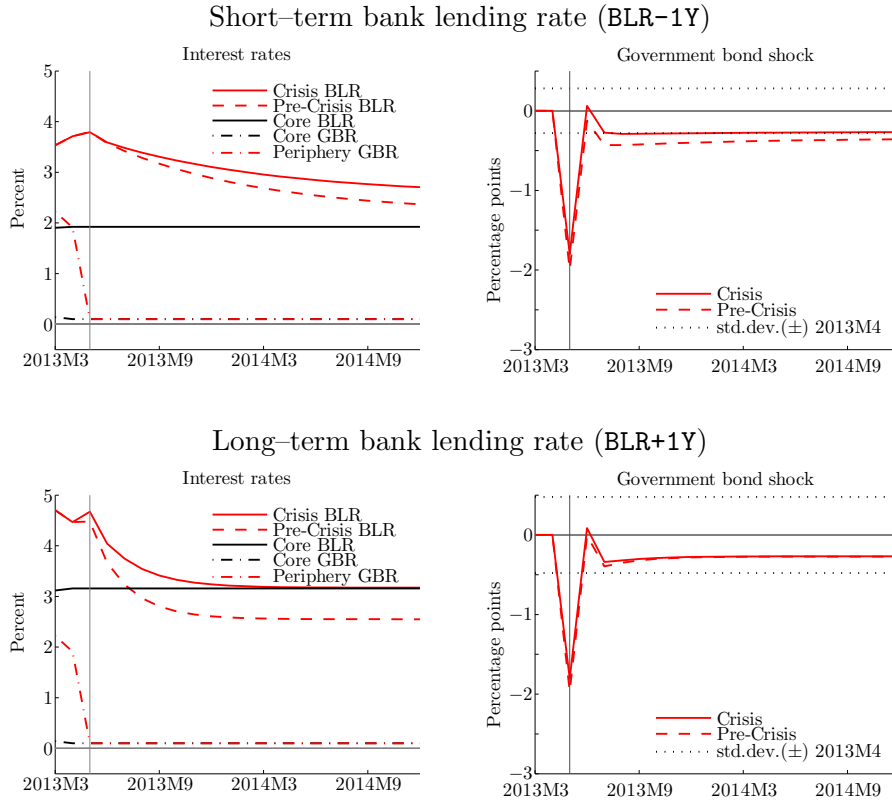 Short–term bank lending rate (BLR-1Y)
Interest rates
Percent
5
4
3
2
1
0
Crisis BLR
Pre-Crisis BLR
Core BLR
Core GBR
Periphery GBR
2013M3 2013M9 2014M3 2014M9
Government bond shock
Percentage points
0
−1
−2
−3
Crisis
Pre-Crisis
std.dev.(±) 2013M4
2013M3 2013M9 2014M3 2014M9
Long–term bank lending rate (BLR+1Y)
Interest rates
Percent
5
4
3
2
1
0
Crisis BLR
Pre-Crisis BLR
Core BLR
Core GBR
Periphery GBR
2013M3 2013M9 2014M3 2014M9
Government bond shock
Percentage points
0
−1
−2
−3
Crisis
Pre-Crisis
std.dev.(±) 2013M4
2013M3 2013M9 2014M3 2014M9